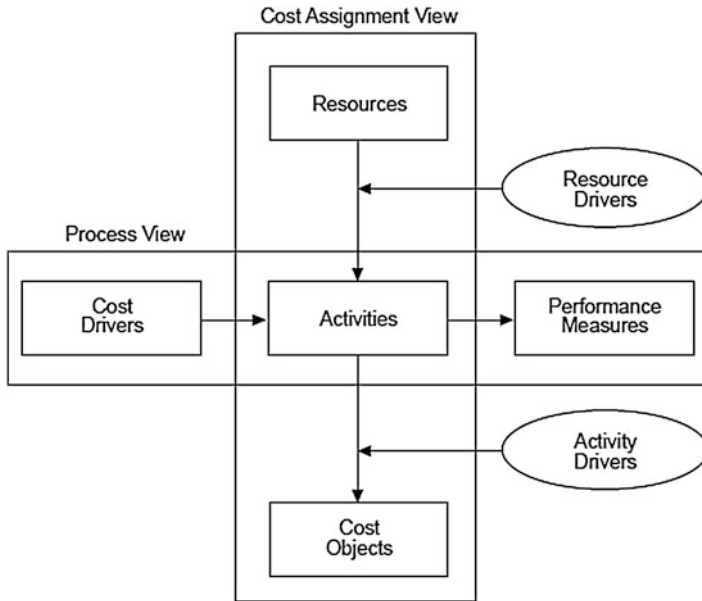 Cost Assignment View
Resources
Resource
Drivers
Process View
Cost
Drivers
Activities
Performance
Measures
Activity
Drivers
Cost
Objects